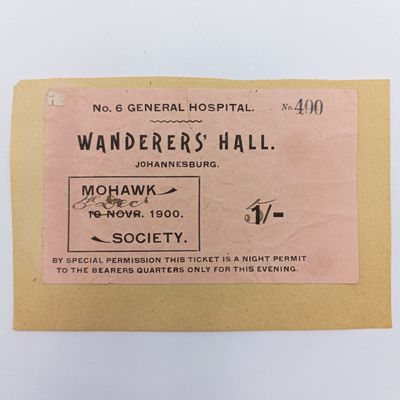 No. 6 GENERAL HOSPITAL. No. 400
WANDERERS' HALL.
JOHANNESBURG.
MOHAWK
Dec
10 NOVR. 1900. 1/-
SOCIETY.
BY SPECIAL PERMISSION THIS TICKET IS A NIGHT PERMIT
TO THE BEARERS QUARTERS ONLY FOR THIS EVENING.